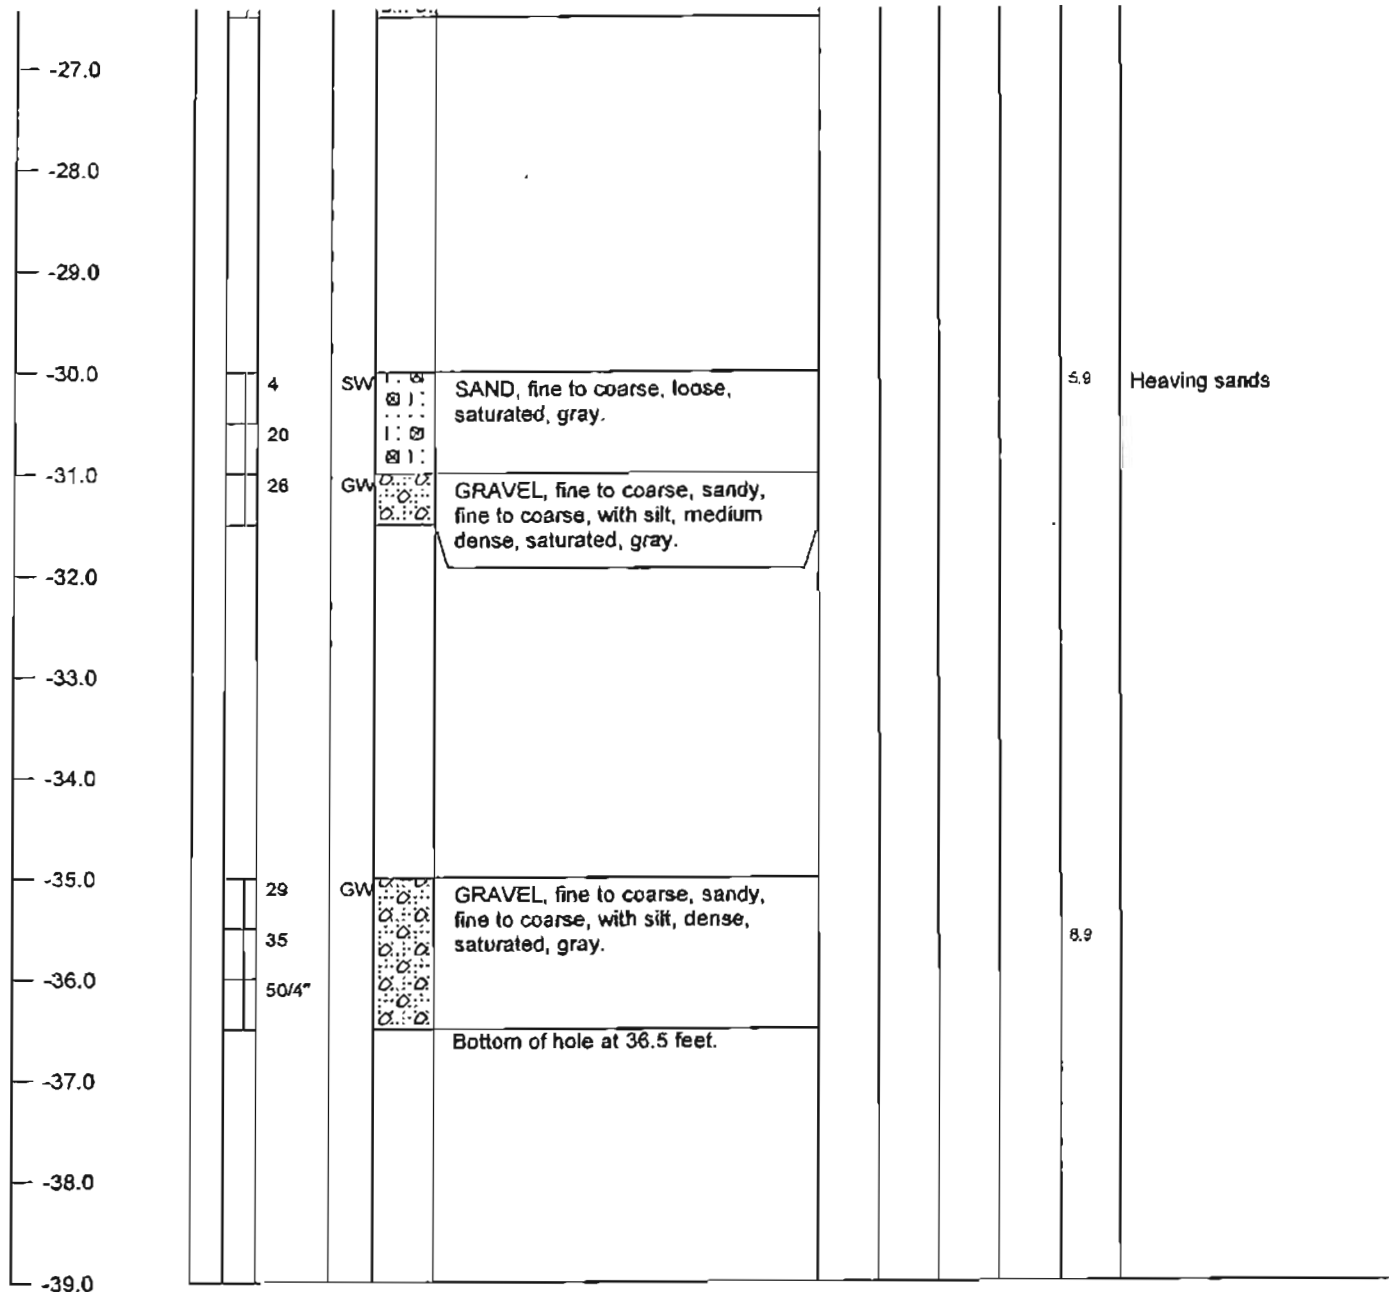 -27.0
-28.0
-29.0
-30.0
4
SW
SAND, fine to coarse, loose,
saturated, gray.
5.9
Heaving sands
20
-31.0
26
GW
GRAVEL, fine to coarse, sandy,
fine to coarse, with silt, medium
dense, saturated, gray.
-32.0
-33.0
-34.0
-35.0
29
GW
GRAVEL, fine to coarse, sandy,
fine to coarse, with silt, dense,
saturated, gray.
35
8.9
-36.0
50/4"
Bottom of hole at 36.5 feet.
-37.0
-38.0
-39.0